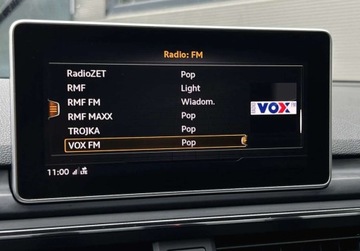 Radio: FM
RadioZET Pop
RMF Light
RMF FM Wiadom.
RMF MAXX Pop
TROJKA Pop
VOX FM Pop
VOX
11:00